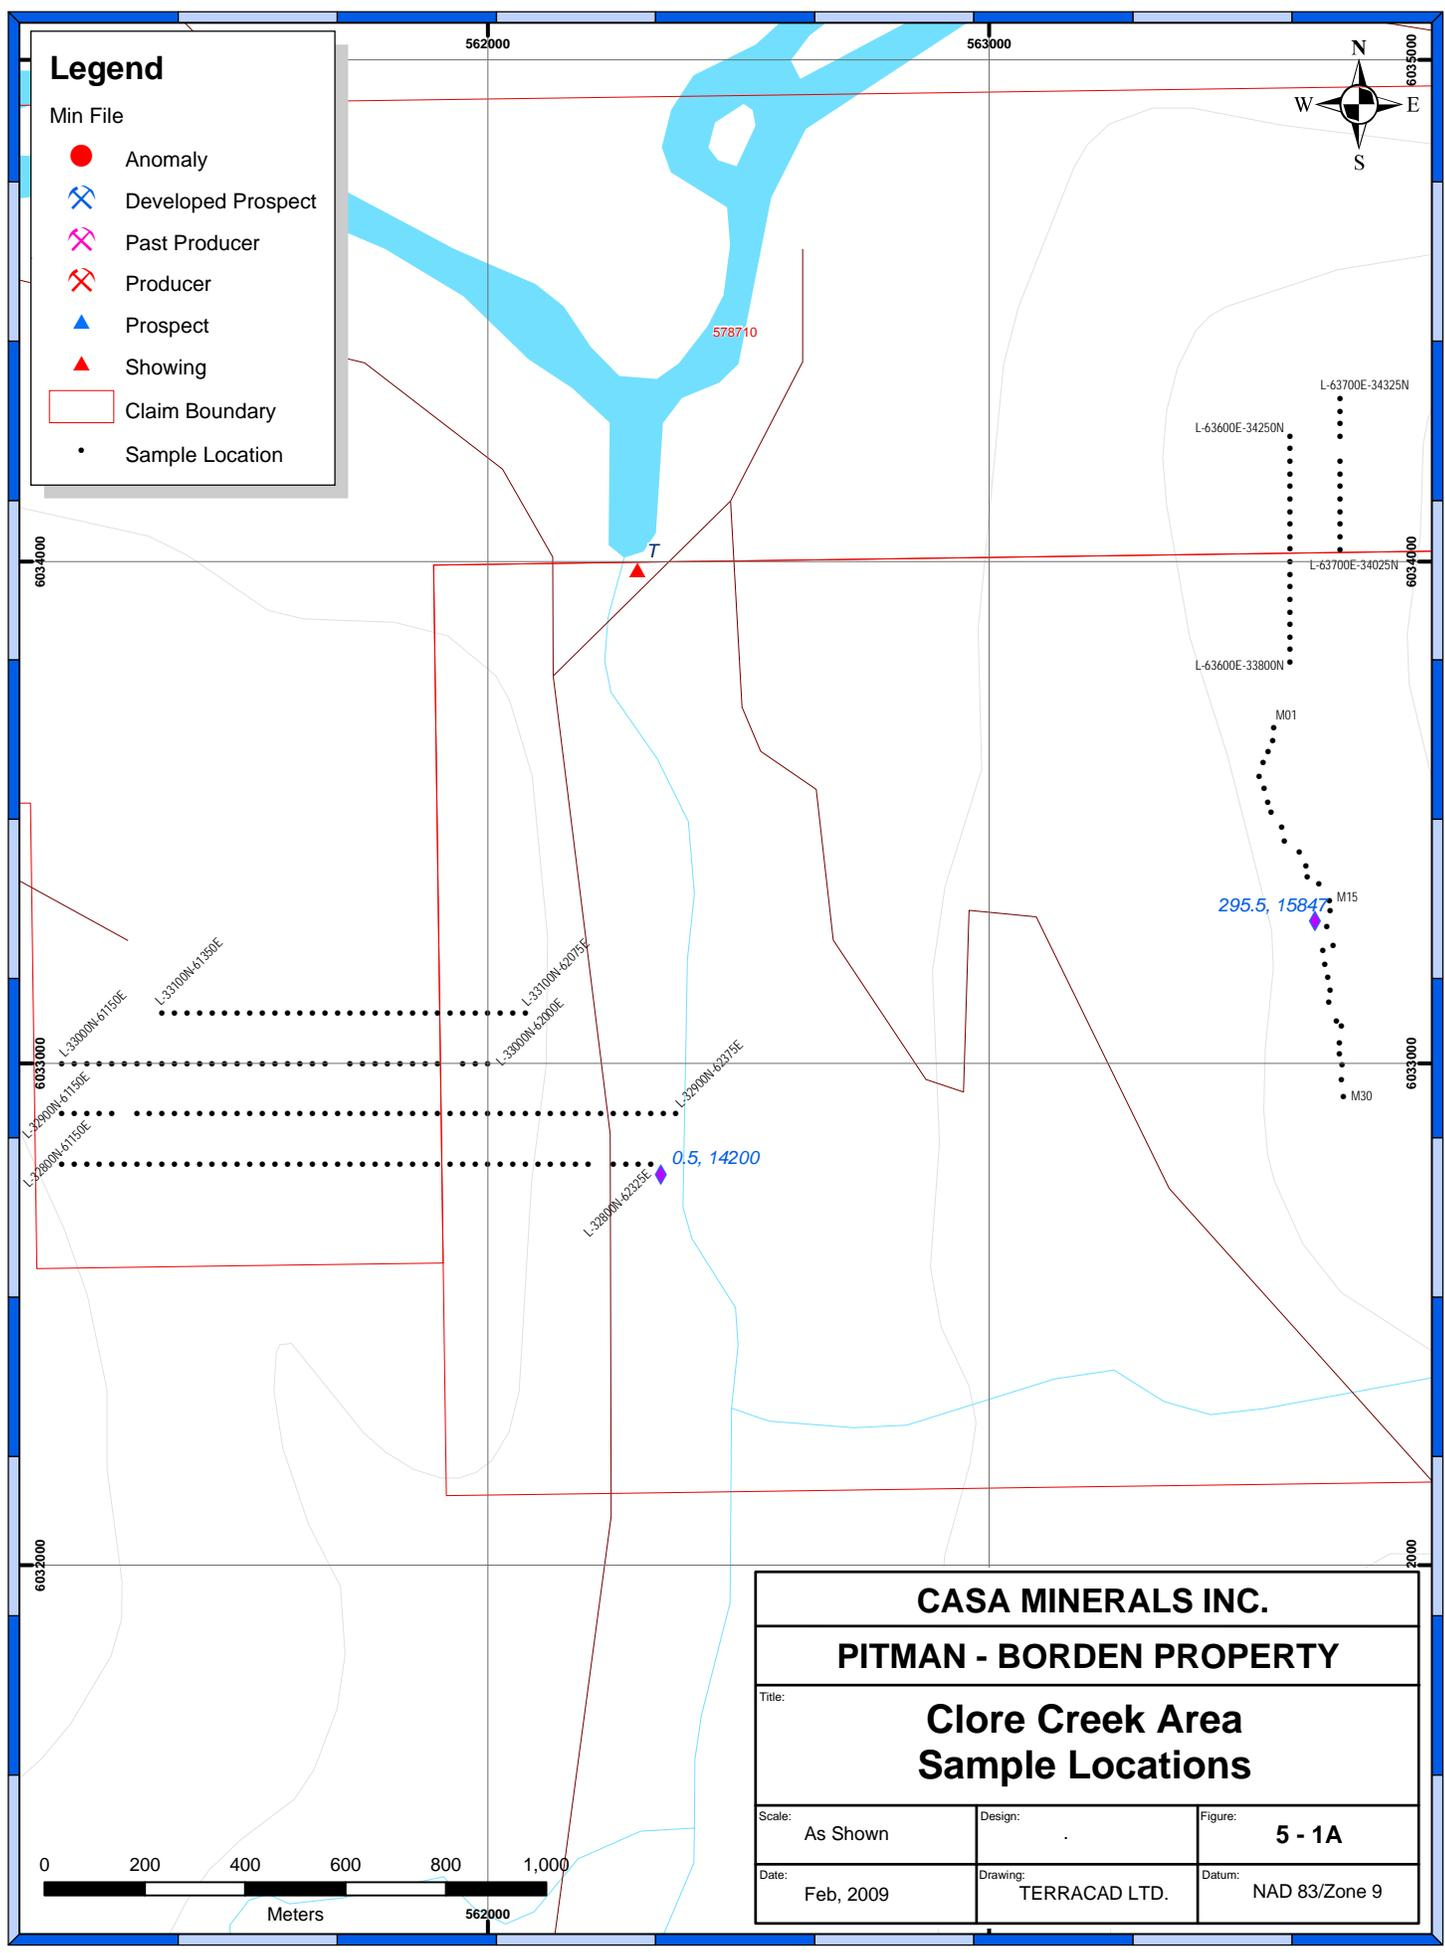 Legend
Min File
Anomaly
Developed Prospect
Past Producer
Producer
Prospect
Showing
Claim Boundary
Sample Location
562000
563000
6035000
N
W
E
S
578710
L-63700E-34325N
L-63600E-34250N
T
6034000
6034000
L-63700E-34025N
L-63600E-33800N
M01
M15
295.5, 15847
L-33100N-61350E
L-33100N-62075E
L-33000N-61150E
L-33000N-62000E
6033000
6033000
L-32900N-61150E
L-32900N-62375E
M30
L-32800N-61150E
0.5, 14200
L-32800N-62325E
6032000
2000
CASA MINERALS INC.
PITMAN - BORDEN PROPERTY
Title:
Clore Creek Area
Sample Locations
Scale:
As Shown
Design:
.
Figure:
5 - 1A
Date:
Feb, 2009
Drawing:
TERRACAD LTD.
Datum:
NAD 83/Zone 9
0 200 400 600 800 1,000
Meters
562000